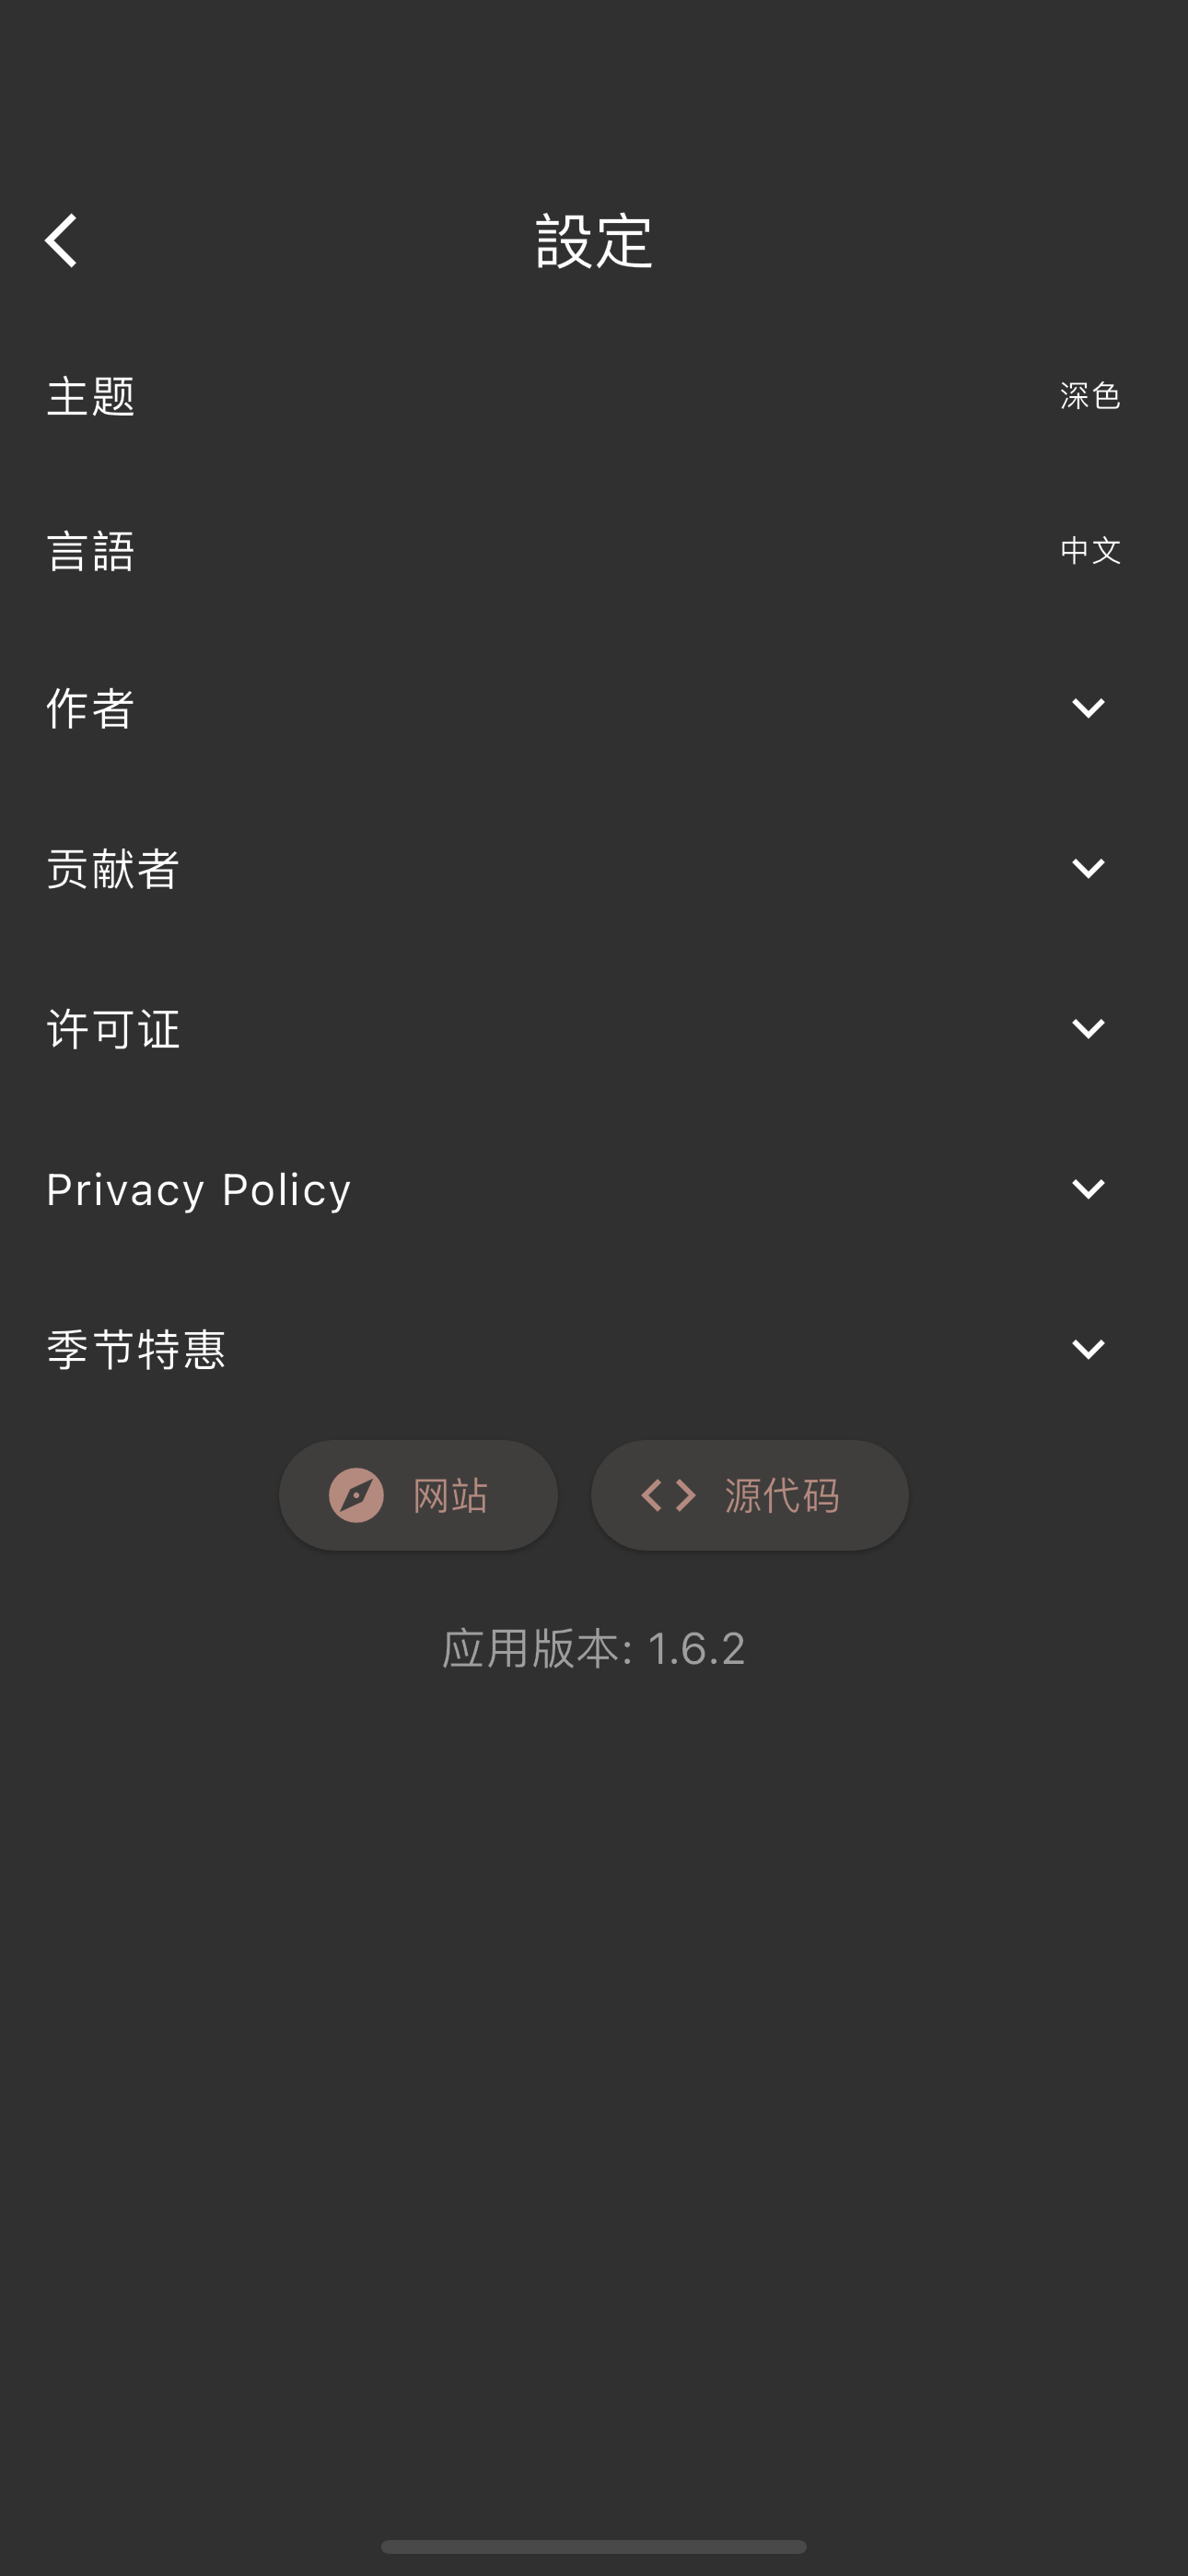 設定
主题
深色
言語
中文
作者
贡献者
许可证
Privacy Policy
季节特惠
网站
源代码
应用版本: 1.6.2